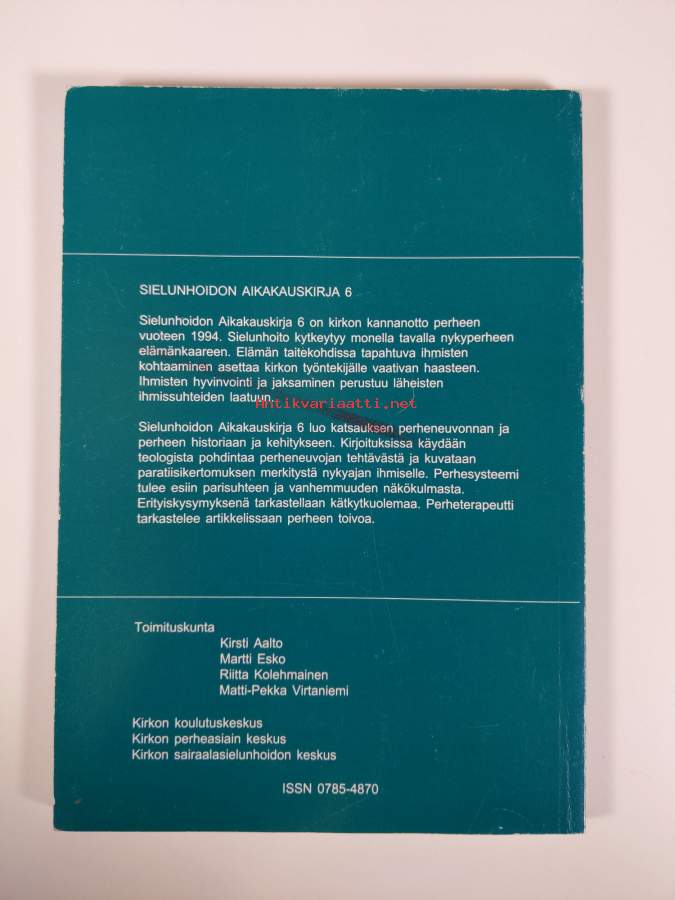 SIELUNHOIDON AIKAKAUSKIRJA 6
Sielunhoidon Aikakauskirja 6 on kirkon kannanotto perheen
vuoteen 1994. Sielunhoito kytkeytyy monella tavalla nykyperheen
elämänkaareen. Elämän taitekohdissa tapahtuva ihmisten
kohtaaminen asettaa kirkon työntekijälle vaativan haasteen.
Ihmisten hyvinvointi ja jaksaminen perustuu läheisten
ihmissuhteiden laatuun.
Antikvariaatti.net
Sielunhoidon Aikakauskirja 6 luo katsauksen perheneuvonnan ja
perheen historiaan ja kehitykseen. Kirjoituksissa käydään
teologista pohdintaa perheneuvojan tehtävästä ja kuvataan
paratiisikertomuksen merkitystä nykyajan ihmiselle. Perhesysteemi
tulee esiin parisuhteen ja vanhemmuuden näkökulmasta.
Erityiskysymyksenä tarkastellaan kätkytkuolemaa. Perheterapeutti
tarkastelee artikkelissaan perheen toivoa.
Toimituskunta
Kirsti Aalto
Martti Esko
Riitta Kolehmainen
Matti-Pekka Virtaniemi
Kirkon koulutuskeskus
Kirkon perheasiain keskus
Kirkon sairaalasielunhoidon keskus
ISSN 0785-4870